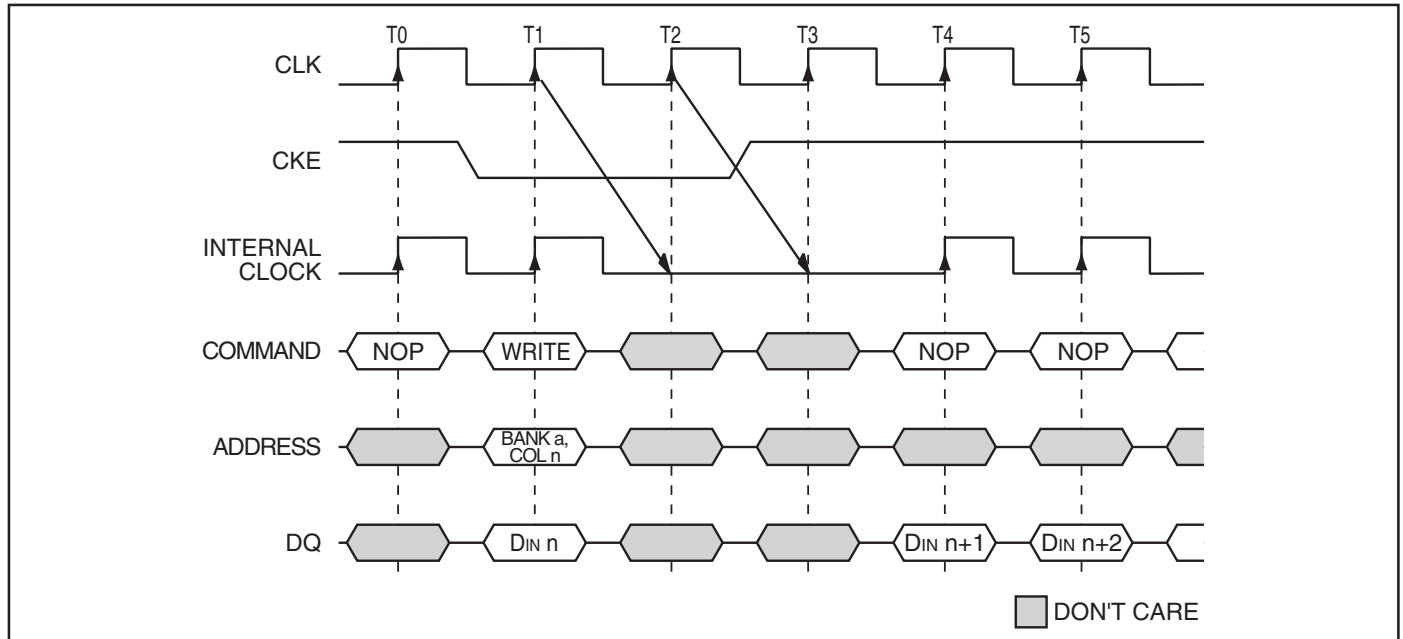 T0 T1 T2 T3 T4 T5
CLK
CKE
INTERNAL
CLOCK
COMMAND NOP WRITE NOP NOP
ADDRESS BANK a,
COL n
DQ DIN n DIN n+1 DIN n+2
DON'T CARE